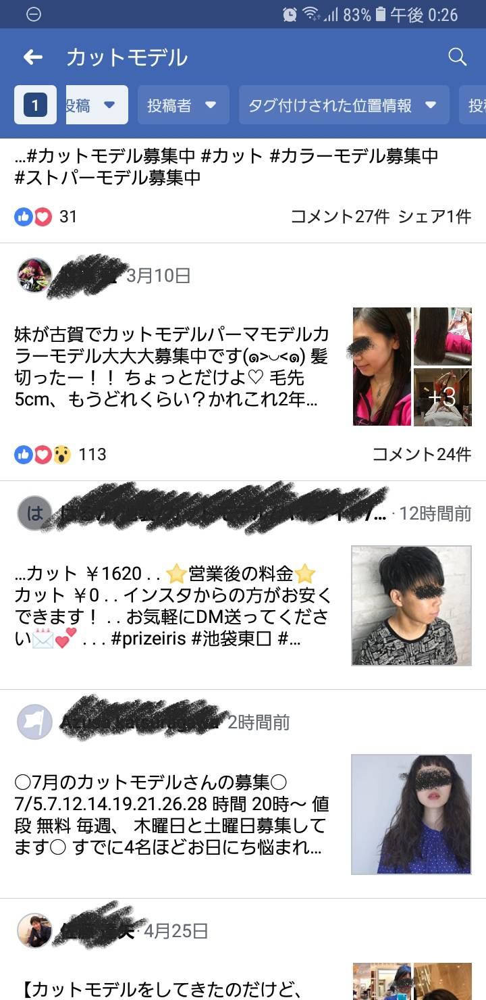 83% 午後 0:26
カットモデル
1 投稿 投稿者 タグ付けされた位置情報
...#カットモデル募集中 #カット #カラーモデル募集中
#ストパーモデル募集中
31 コメント27件 シェア1件
3月10日
妹が古賀でカットモデルパーマモデルカ
ラーモデル大大大募集中です(๑>◡<๑) 髪
切ったー！！ ちょっとだけよ♡ 毛先
5cm、もうどれくらい？かれこれ2年...
+3
113 コメント24件
は ... · 12時間前
...カット ￥1620 . . ⭐営業後の料金⭐
カット ￥0 . . インスタからの方がお安く
できます！ . . お気軽にDM送ってくださ
い📨💕 . . . #prizeiris #池袋東口 #...
2時間前
○7月のカットモデルさんの募集○
7/5.7.12.14.19.21.26.28 時間 20時〜 値
段 無料 毎週、 木曜日と土曜日募集して
ます○ すでに4名ほどお日にち悩まれ...
· 4月25日
【カットモデルをしてきたのだけど、